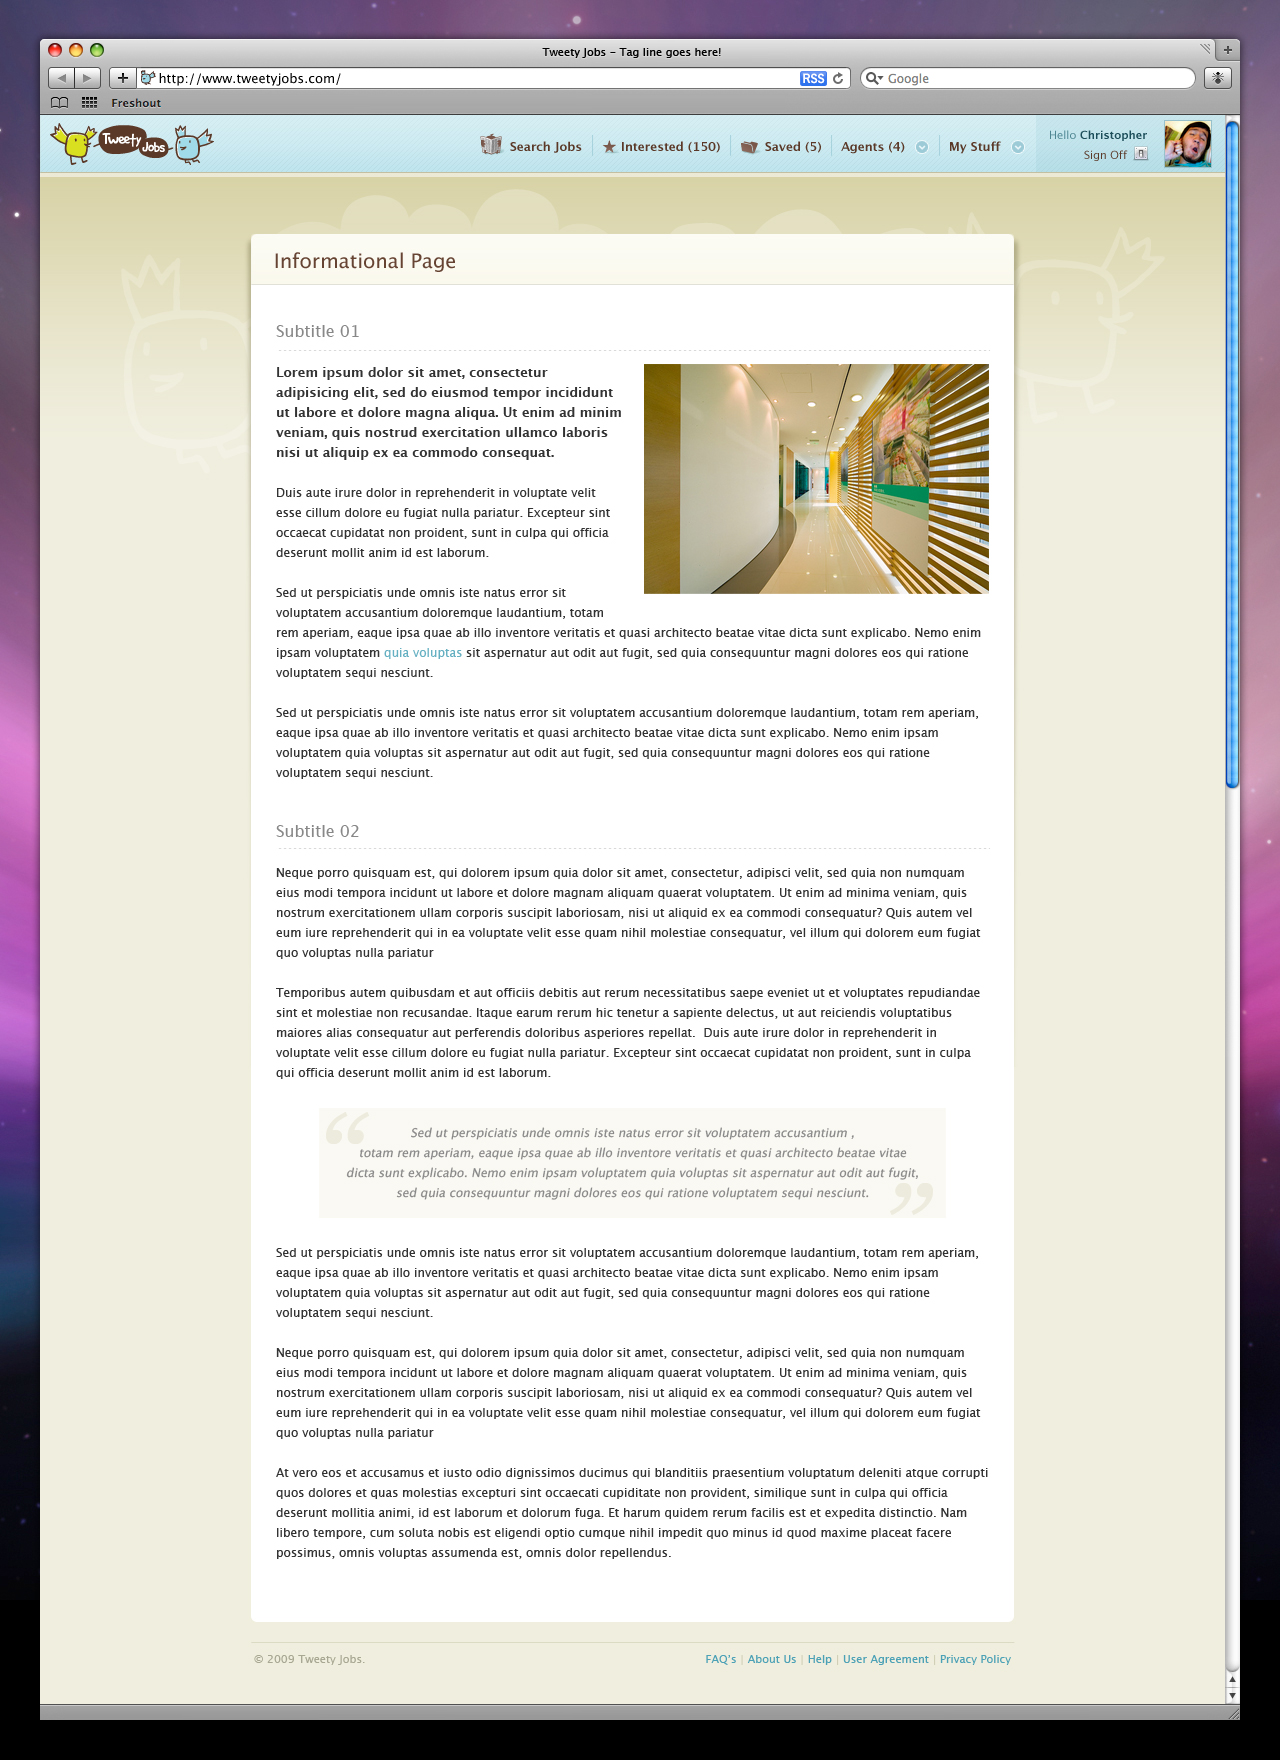 Tweety Jobs - Tag line goes here!
http://www.tweetyjobs.com/
RSS
Google
Freshout
Tweety Jobs
Search Jobs
Interested (150)
Saved (5)
Agents (4)
My Stuff
Hello Christopher
Sign Off
Informational Page
Subtitle 01
Lorem ipsum dolor sit amet, consectetur
adipisicing elit, sed do eiusmod tempor incididunt
ut labore et dolore magna aliqua. Ut enim ad minim
veniam, quis nostrud exercitation ullamco laboris
nisi ut aliquip ex ea commodo consequat.
Duis aute irure dolor in reprehenderit in voluptate velit
esse cillum dolore eu fugiat nulla pariatur. Excepteur sint
occaecat cupidatat non proident, sunt in culpa qui officia
deserunt mollit anim id est laborum.
Sed ut perspiciatis unde omnis iste natus error sit
voluptatem accusantium doloremque laudantium, totam
rem aperiam, eaque ipsa quae ab illo inventore veritatis et quasi architecto beatae vitae dicta sunt explicabo. Nemo enim
ipsam voluptatem quia voluptas sit aspernatur aut odit aut fugit, sed quia consequuntur magni dolores eos qui ratione
voluptatem sequi nesciunt.
Sed ut perspiciatis unde omnis iste natus error sit voluptatem accusantium doloremque laudantium, totam rem aperiam,
eaque ipsa quae ab illo inventore veritatis et quasi architecto beatae vitae dicta sunt explicabo. Nemo enim ipsam
voluptatem quia voluptas sit aspernatur aut odit aut fugit, sed quia consequuntur magni dolores eos qui ratione
voluptatem sequi nesciunt.
Subtitle 02
Neque porro quisquam est, qui dolorem ipsum quia dolor sit amet, consectetur, adipisci velit, sed quia non numquam
eius modi tempora incidunt ut labore et dolore magnam aliquam quaerat voluptatem. Ut enim ad minima veniam, quis
nostrum exercitationem ullam corporis suscipit laboriosam, nisi ut aliquid ex ea commodi consequatur? Quis autem vel
eum iure reprehenderit qui in ea voluptate velit esse quam nihil molestiae consequatur, vel illum qui dolorem eum fugiat
quo voluptas nulla pariatur
Temporibus autem quibusdam et aut officiis debitis aut rerum necessitatibus saepe eveniet ut et voluptates repudiandae
sint et molestiae non recusandae. Itaque earum rerum hic tenetur a sapiente delectus, ut aut reiciendis voluptatibus
maiores alias consequatur aut perferendis doloribus asperiores repellat.  Duis aute irure dolor in reprehenderit in
voluptate velit esse cillum dolore eu fugiat nulla pariatur. Excepteur sint occaecat cupidatat non proident, sunt in culpa
qui officia deserunt mollit anim id est laborum.
“ Sed ut perspiciatis unde omnis iste natus error sit voluptatem accusantium ,
totam rem aperiam, eaque ipsa quae ab illo inventore veritatis et quasi architecto beatae vitae
dicta sunt explicabo. Nemo enim ipsam voluptatem quia voluptas sit aspernatur aut odit aut fugit,
sed quia consequuntur magni dolores eos qui ratione voluptatem sequi nesciunt. ”
Sed ut perspiciatis unde omnis iste natus error sit voluptatem accusantium doloremque laudantium, totam rem aperiam,
eaque ipsa quae ab illo inventore veritatis et quasi architecto beatae vitae dicta sunt explicabo. Nemo enim ipsam
voluptatem quia voluptas sit aspernatur aut odit aut fugit, sed quia consequuntur magni dolores eos qui ratione
voluptatem sequi nesciunt.
Neque porro quisquam est, qui dolorem ipsum quia dolor sit amet, consectetur, adipisci velit, sed quia non numquam
eius modi tempora incidunt ut labore et dolore magnam aliquam quaerat voluptatem. Ut enim ad minima veniam, quis
nostrum exercitationem ullam corporis suscipit laboriosam, nisi ut aliquid ex ea commodi consequatur? Quis autem vel
eum iure reprehenderit qui in ea voluptate velit esse quam nihil molestiae consequatur, vel illum qui dolorem eum fugiat
quo voluptas nulla pariatur
At vero eos et accusamus et iusto odio dignissimos ducimus qui blanditiis praesentium voluptatum deleniti atque corrupti
quos dolores et quas molestias excepturi sint occaecati cupiditate non provident, similique sunt in culpa qui officia
deserunt mollitia animi, id est laborum et dolorum fuga. Et harum quidem rerum facilis est et expedita distinctio. Nam
libero tempore, cum soluta nobis est eligendi optio cumque nihil impedit quo minus id quod maxime placeat facere
possimus, omnis voluptas assumenda est, omnis dolor repellendus.
© 2009 Tweety Jobs.
FAQ's | About Us | Help | User Agreement | Privacy Policy